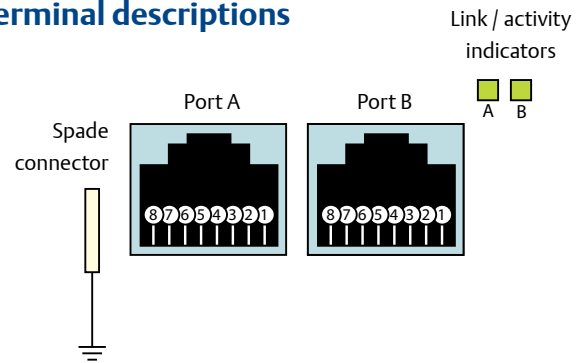 erminal descriptions
Link / activity
indicators
A B
Port A
Port B
Spade
connector
8 7 6 5 4 3 2 1
8 7 6 5 4 3 2 1